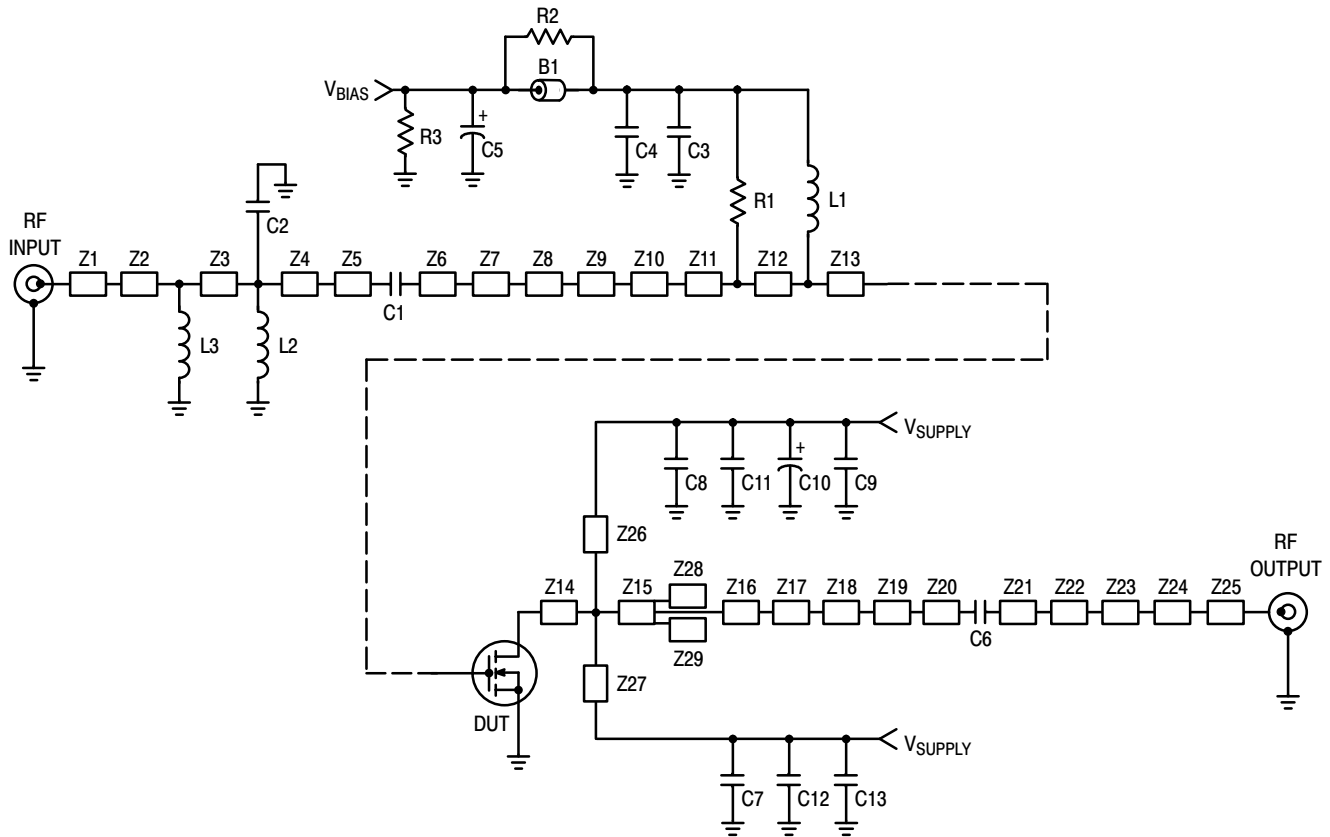 R2
B1
VBIAS
R3
+
C5
C4
C3
R1
L1
C2
RF
INPUT
Z1
Z2
Z3
Z4
Z5
Z6
Z7
Z8
Z9
Z10
Z11
Z12
Z13
C1
L3
L2
VSUPPLY
C8
C11
+
C10
C9
Z26
RF
OUTPUT
Z14
Z15
Z28
Z16
Z17
Z18
Z19
Z20
Z21
Z22
Z23
Z24
Z25
C6
Z29
Z27
DUT
VSUPPLY
C7
C12
C13